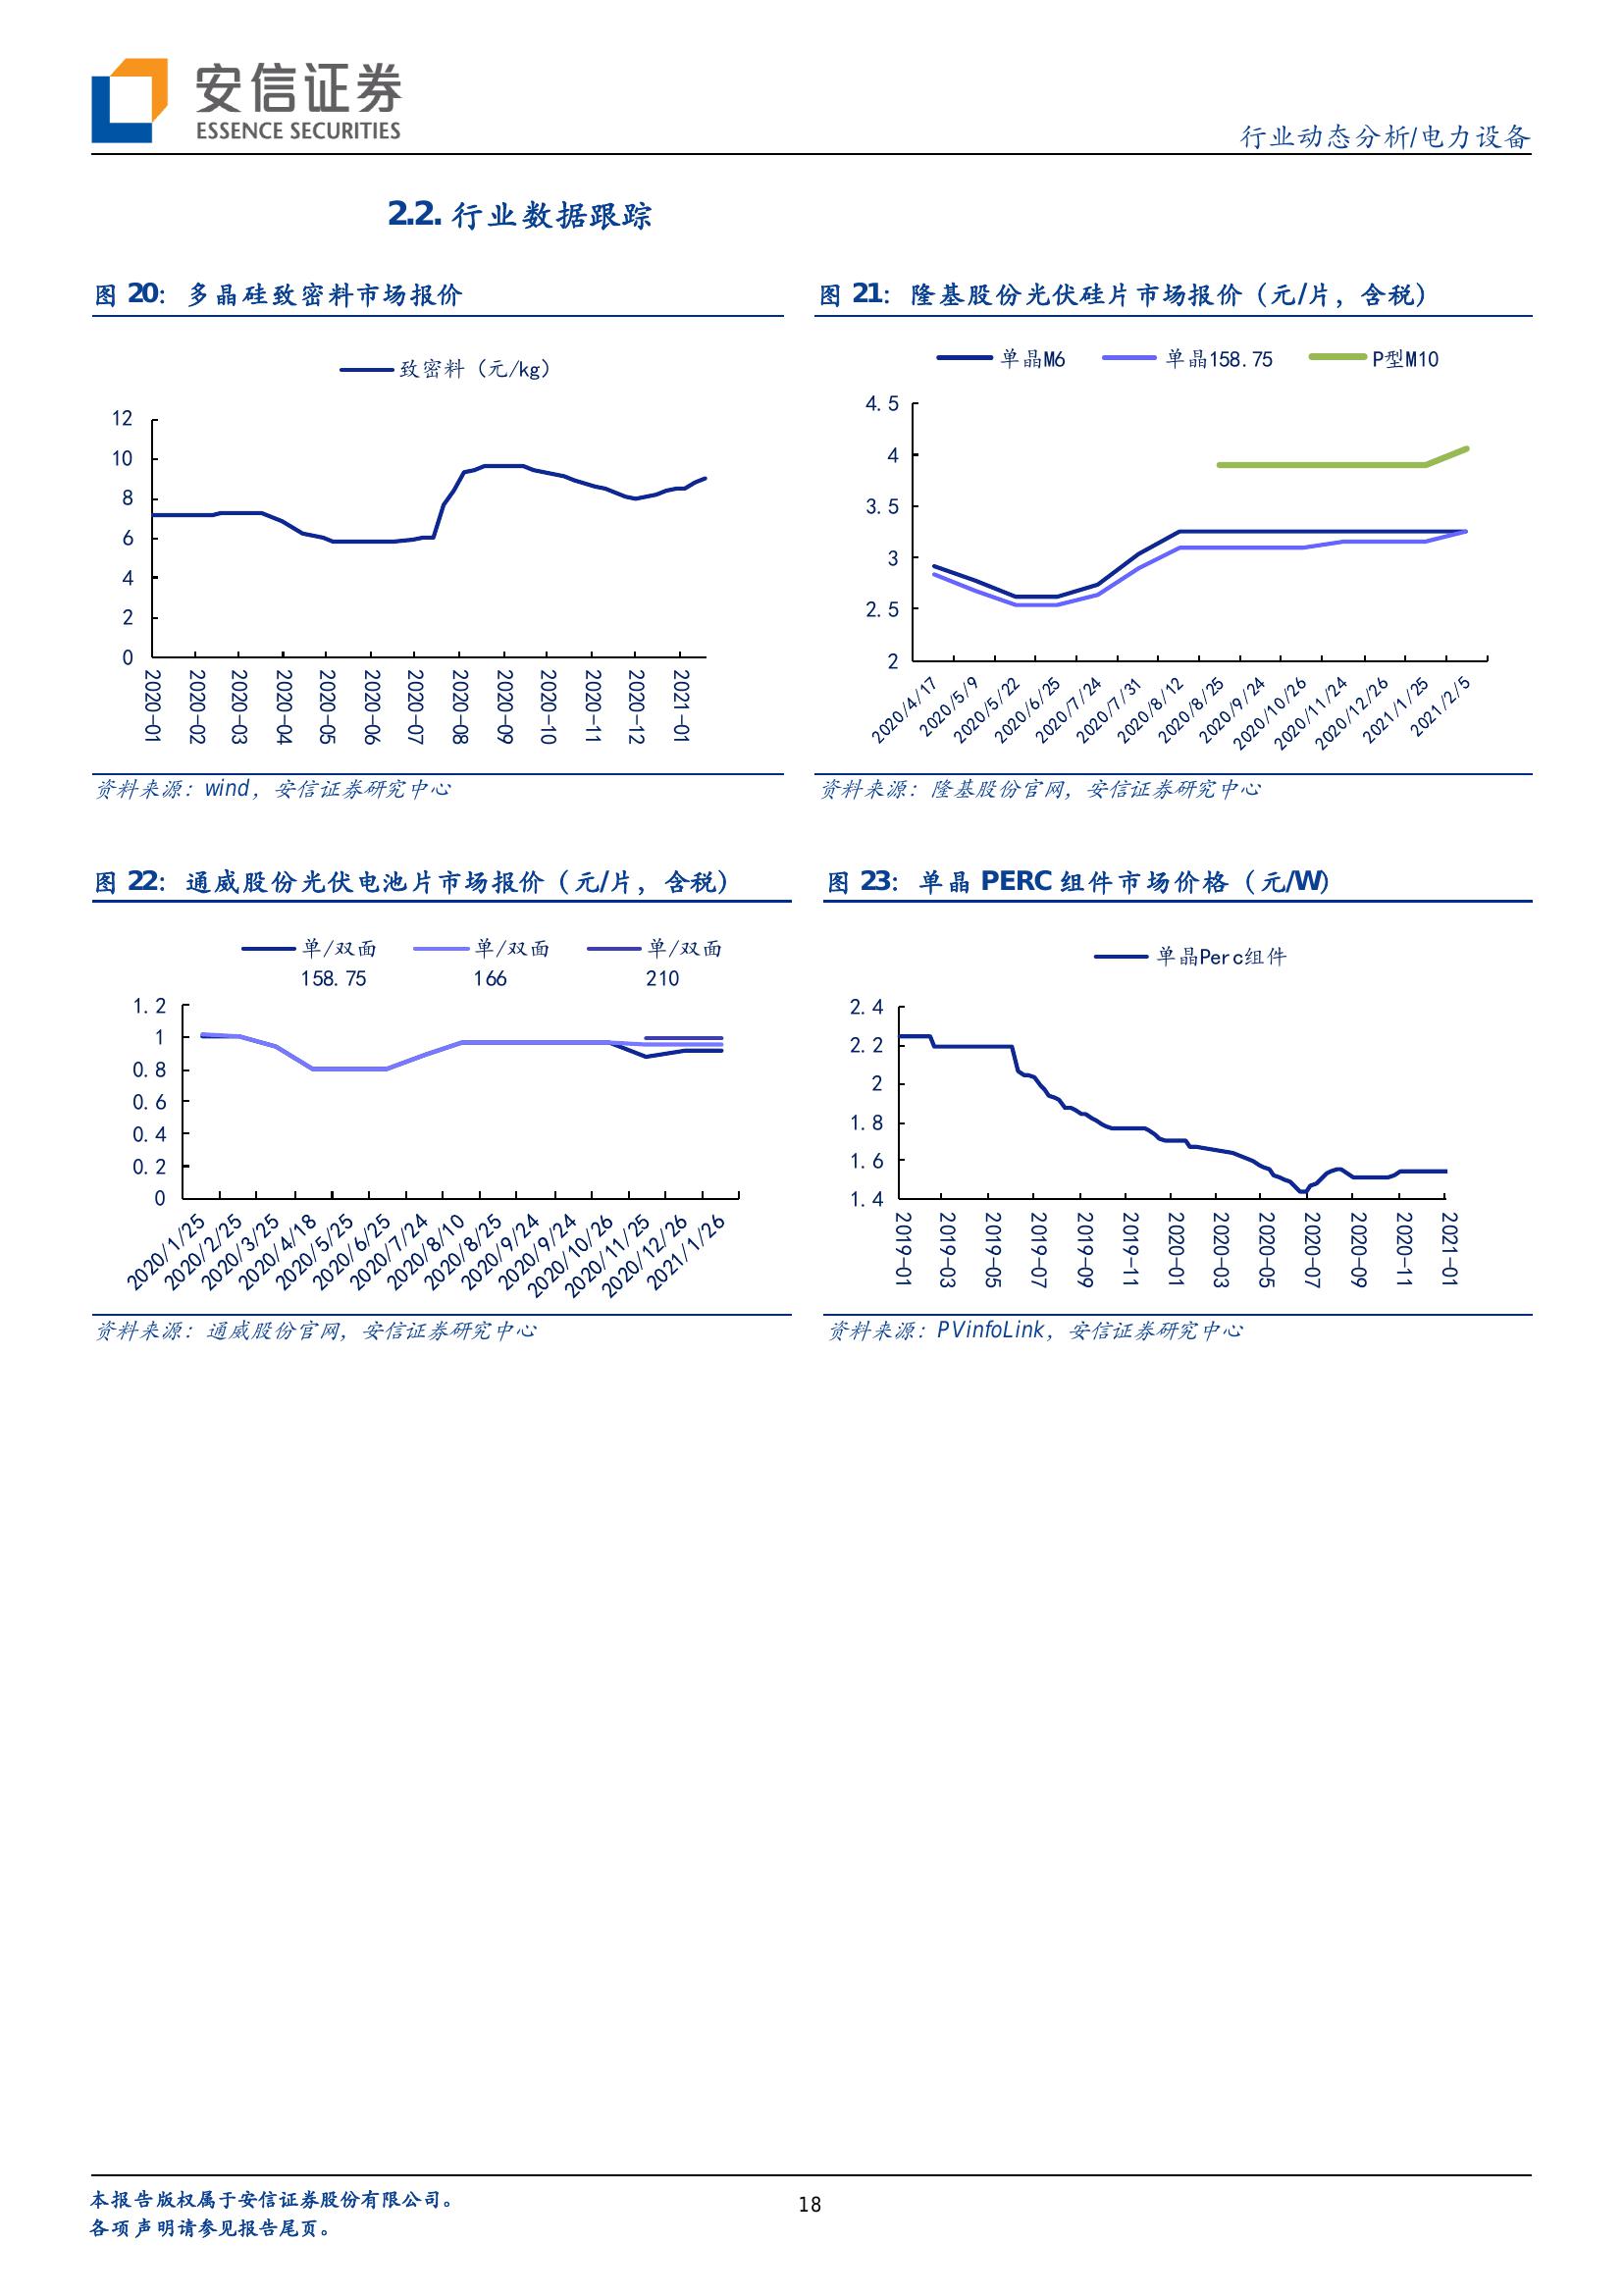 安信证券
ESSENCE SECURITIES
行业动态分析/电力设备
2.2. 行业数据跟踪
图 20：多晶硅致密料市场报价
致密料（元/kg）
12
10
8
6
4
2
0
2020-01 2020-02 2020-03 2020-04 2020-05 2020-06 2020-07 2020-08 2020-09 2020-10 2020-11 2020-12 2021-01
资料来源：wind，安信证券研究中心
图 21：隆基股份光伏硅片市场报价（元/片，含税）
单晶M6 单晶158.75 P型M10
4.5
4
3.5
3
2.5
2
2020/4/17 2020/5/9 2020/5/22 2020/6/25 2020/7/24 2020/7/31 2020/8/12 2020/8/25 2020/9/24 2020/10/26 2020/11/24 2020/12/26 2021/1/25 2021/2/5
资料来源：隆基股份官网，安信证券研究中心
图 22：通威股份光伏电池片市场报价（元/片，含税）
单/双面 单/双面 单/双面
158.75 166 210
1.2
1
0.8
0.6
0.4
0.2
0
2020/1/25 2020/2/25 2020/3/25 2020/4/18 2020/5/25 2020/6/25 2020/7/24 2020/8/10 2020/8/25 2020/9/24 2020/9/24 2020/10/26 2020/11/25 2020/12/26 2021/1/26
资料来源：通威股份官网，安信证券研究中心
图 23：单晶 PERC 组件市场价格（元/W）
单晶Perc组件
2.4
2.2
2
1.8
1.6
1.4
2019-01 2019-03 2019-05 2019-07 2019-09 2019-11 2020-01 2020-03 2020-05 2020-07 2020-09 2020-11 2021-01
资料来源：PVinfoLink，安信证券研究中心
本报告版权属于安信证券股份有限公司。
各项声明请参见报告尾页。
18